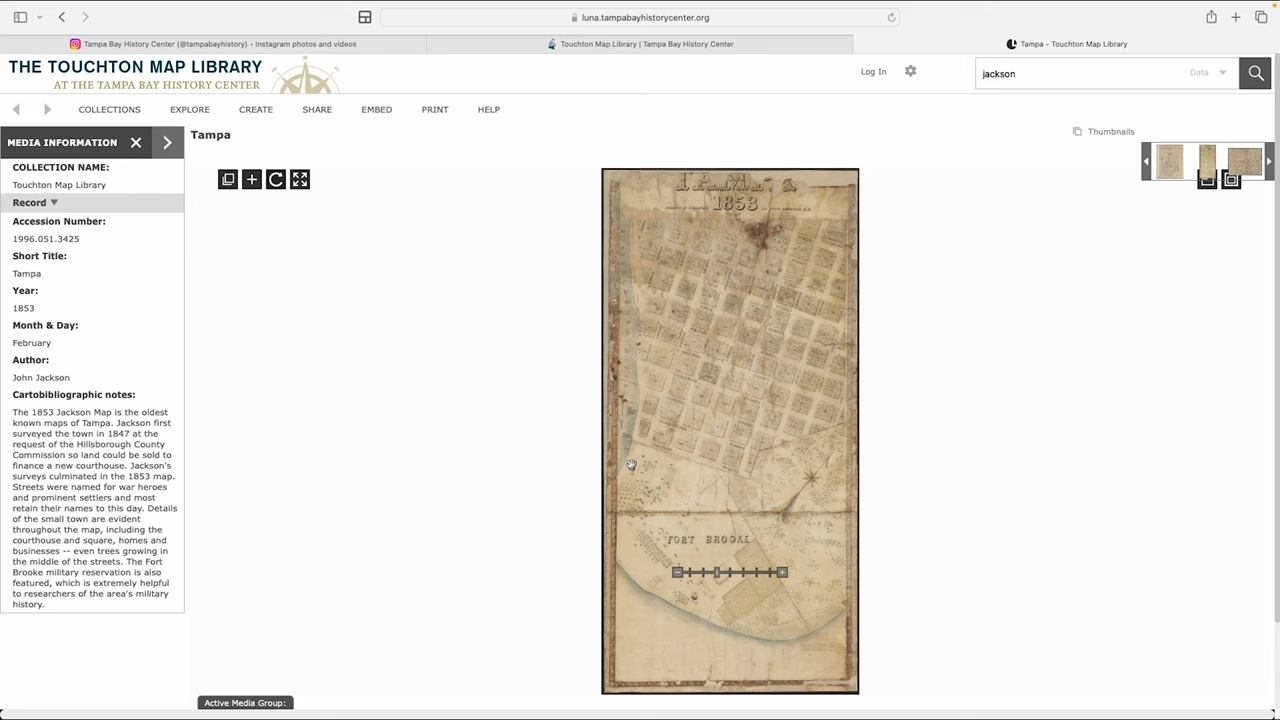 luna.tampabayhistorycenter.org
Tampa Bay History Center (@tampabayhistory) • Instagram photos and videos
Touchton Map Library | Tampa Bay History Center
Tampa - Touchton Map Library
THE TOUCHTON MAP LIBRARY
AT THE TAMPA BAY HISTORY CENTER
Log In
jackson
Data
COLLECTIONS
EXPLORE
CREATE
SHARE
EMBED
PRINT
HELP
MEDIA INFORMATION
Tampa
Thumbnails
COLLECTION NAME:
Touchton Map Library
Record
Accession Number:
1996.051.3425
Short Title:
Tampa
Year:
1853
Month & Day:
February
Author:
John Jackson
Cartobibliographic notes:
The 1853 Jackson Map is the oldest
known maps of Tampa. Jackson first
surveyed the town in 1847 at the
request of the Hillsborough County
Commission so land could be sold to
finance a new courthouse. Jackson's
surveys culminated in the 1853 map.
Streets were named for war heroes
and prominent settlers and most
retain their names to this day. Details
of the small town are evident
throughout the map, including the
courthouse and square, homes and
businesses -- even trees growing in
the middle of the streets. The Fort
Brooke military reservation is also
featured, which is extremely helpful
to researchers of the area's military
history.
1853
FORT BROOKE
Active Media Group: